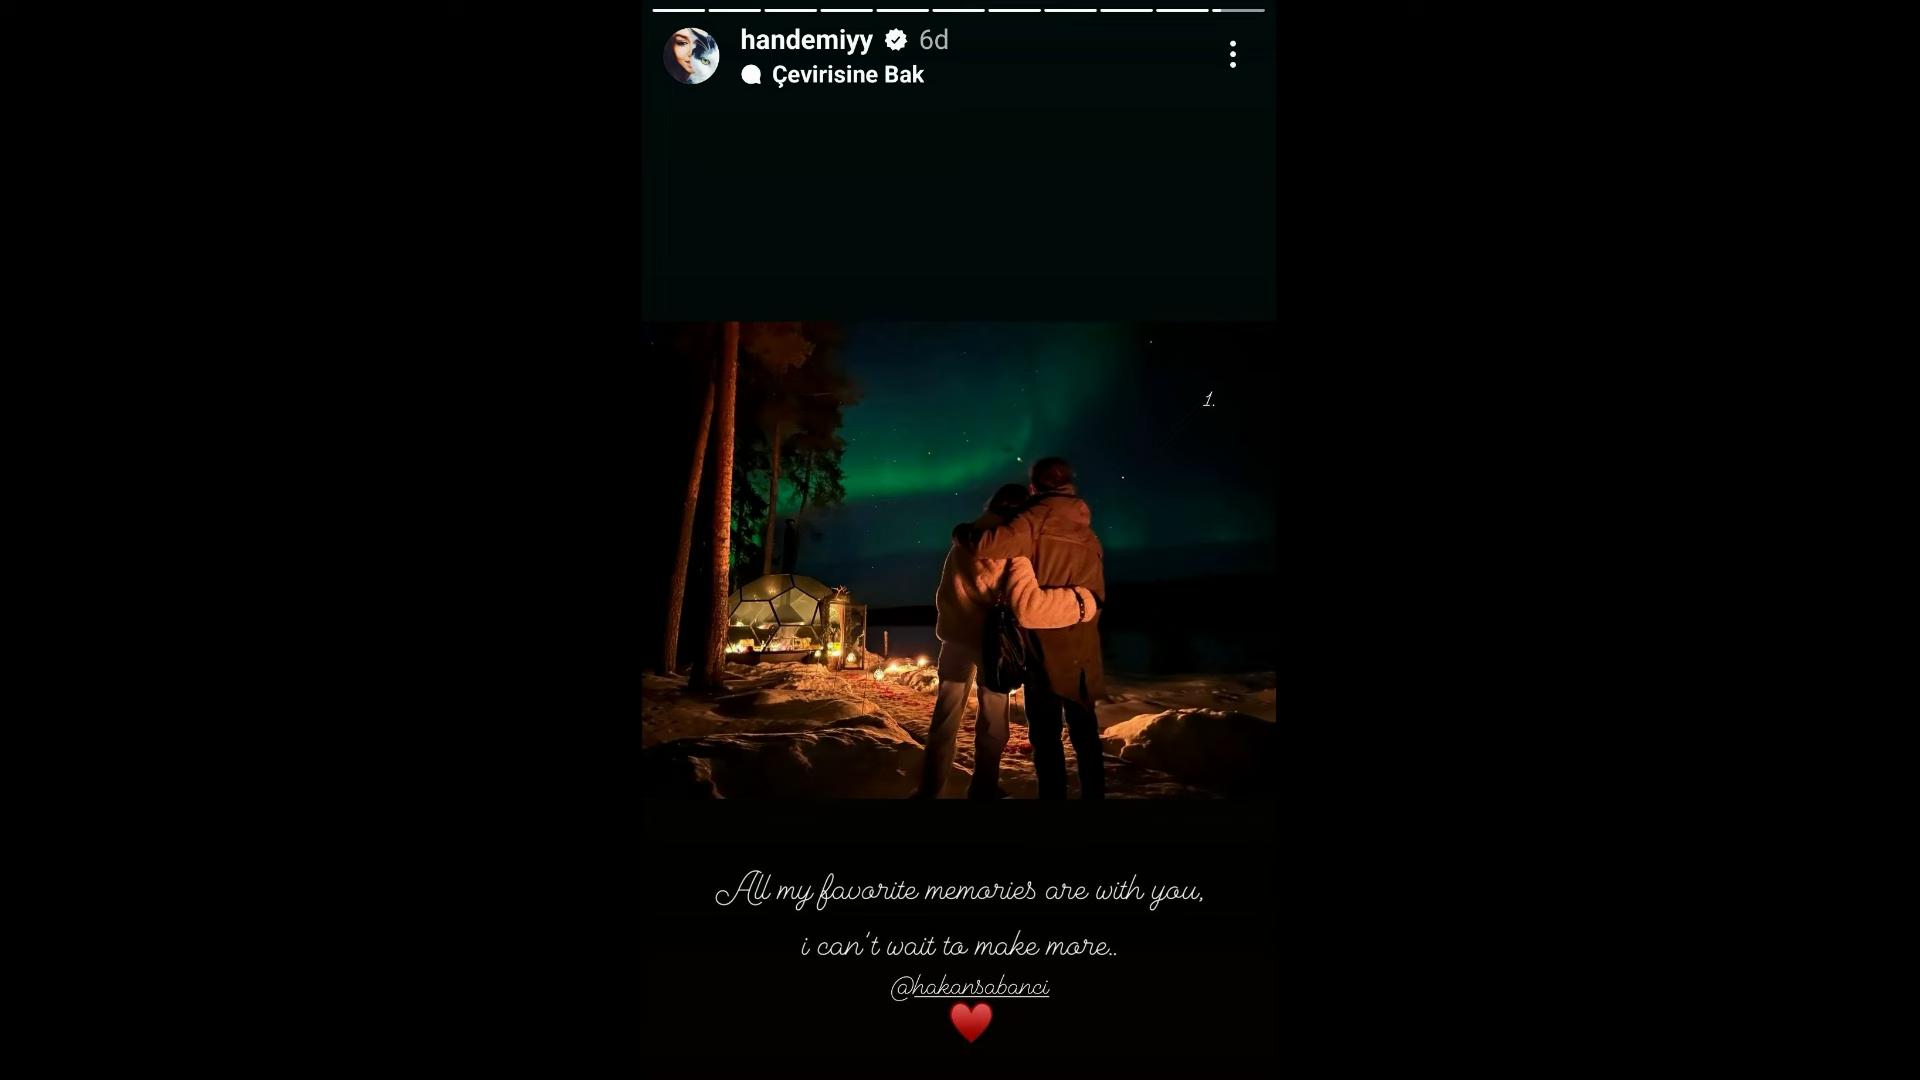 handemiyy 6d
Çevirisine Bak
1.
All my favorite memories are with you,
i can't wait to make more..
@hakansabanci